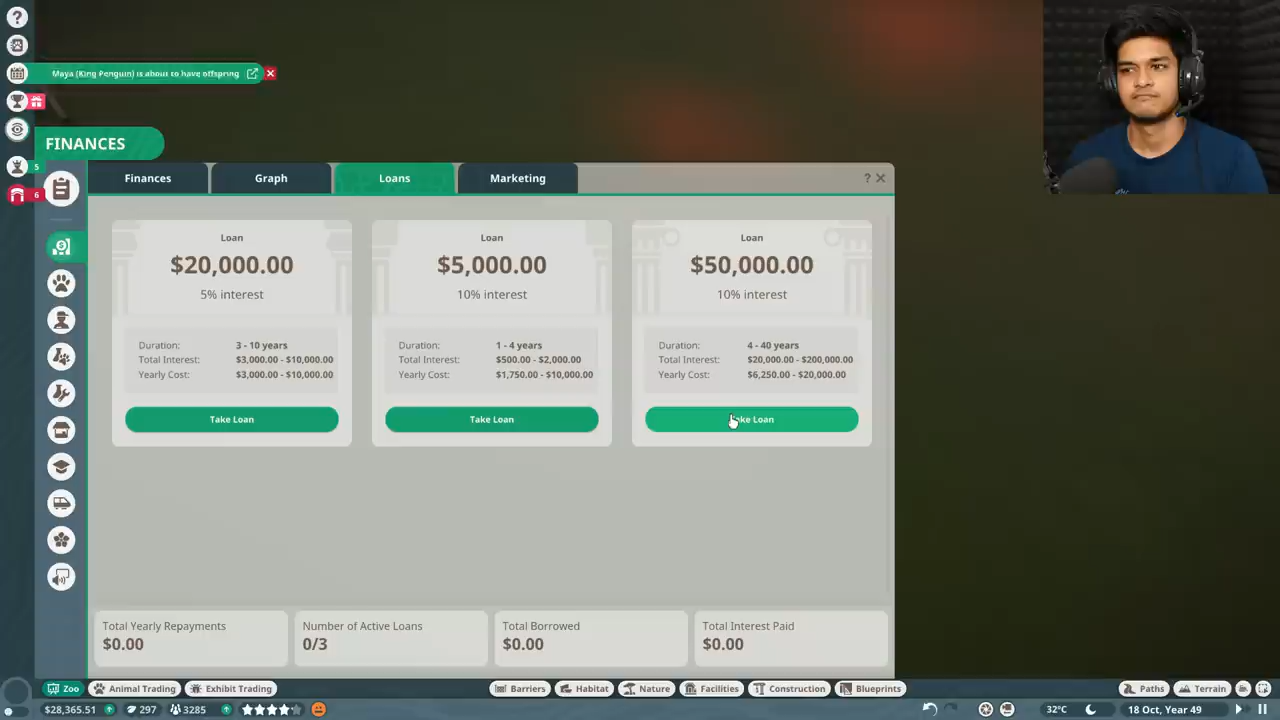 ?
Maya (King Penguin) is about to have offspring
FINANCES
5
6
Finances
Graph
Loans
Marketing
?
Loan
$20,000.00
5% interest
Duration: 3 - 10 years
Total Interest: $3,000.00 - $10,000.00
Yearly Cost: $3,000.00 - $10,000.00
Take Loan
Loan
$5,000.00
10% interest
Duration: 1 - 4 years
Total Interest: $500.00 - $2,000.00
Yearly Cost: $1,750.00 - $10,000.00
Take Loan
Loan
$50,000.00
10% interest
Duration: 4 - 40 years
Total Interest: $20,000.00 - $200,000.00
Yearly Cost: $6,250.00 - $20,000.00
Take Loan
Total Yearly Repayments
$0.00
Number of Active Loans
0/3
Total Borrowed
$0.00
Total Interest Paid
$0.00
Zoo
Animal Trading
Exhibit Trading
Barriers
Habitat
Nature
Facilities
Construction
Blueprints
Paths
Terrain
$28,365.51
297
3285
32°C
18 Oct, Year 49